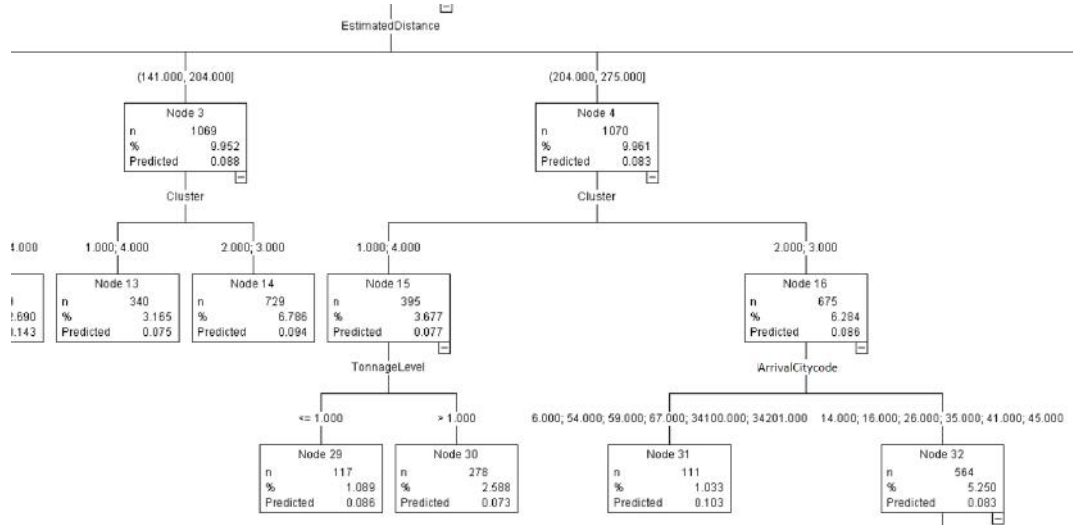 EstimatedDistance
(141.000, 204.000]
(204.000, 275.000]
Node 3
n 1069
% 9.952
Predicted 0.088
Node 4
n 1070
% 9.961
Predicted 0.083
Cluster
Cluster
1.000; 4.000
2.000; 3.000
1.000; 4.000
2.000; 3.000
Node 13
n 340
% 3.165
Predicted 0.075
Node 14
n 729
% 6.786
Predicted 0.094
Node 15
n 395
% 3.677
Predicted 0.077
Node 16
n 675
% 6.284
Predicted 0.086
TonnageLevel
ArrivalCitycode
<= 1.000
> 1.000
6.000; 54.000; 59.000; 67.000; 34100.000; 34201.000
14.000; 16.000; 26.000; 35.000; 41.000; 45.000
Node 29
n 117
% 1.089
Predicted 0.086
Node 30
n 278
% 2.588
Predicted 0.073
Node 31
n 111
% 1.033
Predicted 0.103
Node 32
n 564
% 5.250
Predicted 0.083